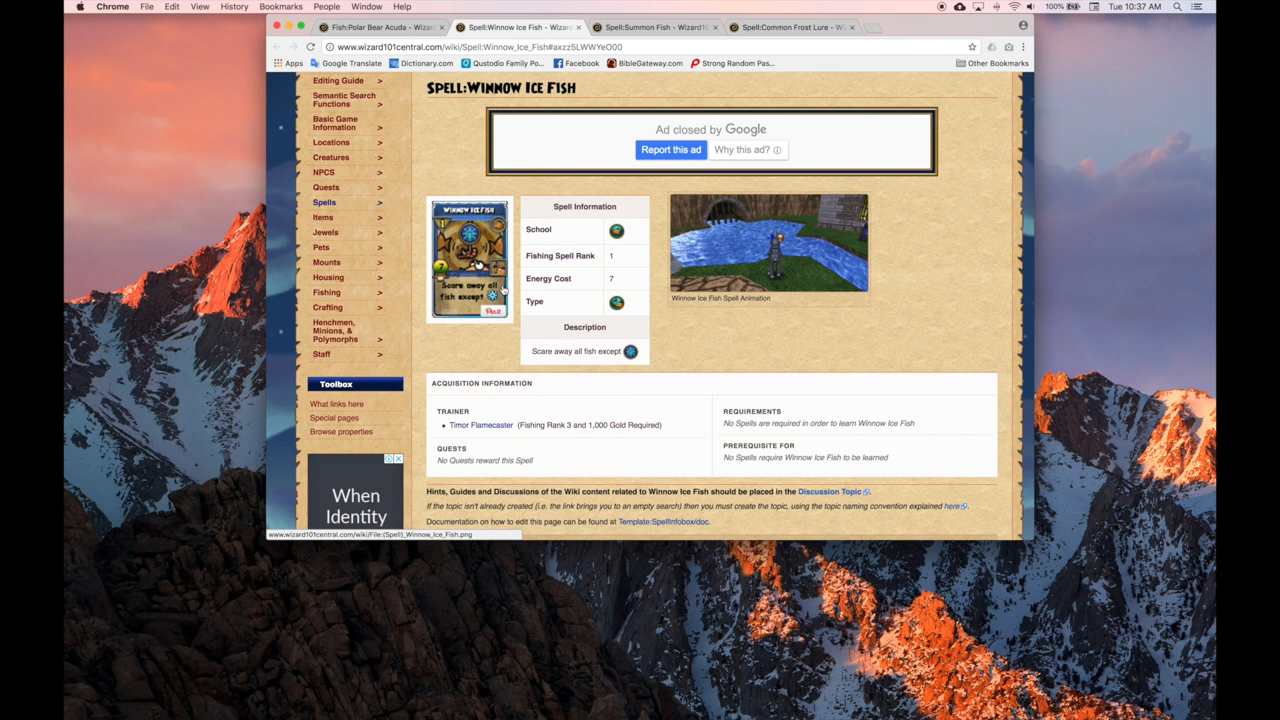 Chrome File Edit View History Bookmarks People Window Help 100% Tue 10:37 AM
Fish:Polar Bear Acuda - Wizar × Spell:Winnow Ice Fish - Wizar × Spell:Summon Fish - Wizard10 × Spell:Common Frost Lure - Wi ×
www.wizard101central.com/wiki/Spell:Winnow_Ice_Fish#axzz5LWWYeO00
Apps Google Translate Dictionary.com Qustodio Family Po... Facebook BibleGateway.com Strong Random Pas... Other Bookmarks
Editing Guide >
Semantic Search
Functions >
Basic Game
Information >
Locations >
Creatures >
NPCS >
Quests >
Spells >
Items >
Jewels >
Pets >
Mounts >
Housing >
Fishing >
Crafting >
Henchmen,
Minions, &
Polymorphs >
Staff >
Toolbox
What links here
Special pages
Browse properties
When
Identity
SPELL:WINNOW ICE FISH
Ad closed by Google
Report this ad Why this ad?
WINNOW ICE FISH
1
7
Scare away all
fish except
Pin it
Spell Information
School
Fishing Spell Rank 1
Energy Cost 7
Type
Description
Scare away all fish except
Winnow Ice Fish Spell Animation
ACQUISITION INFORMATION
TRAINER
• Timor Flamecaster (Fishing Rank 3 and 1,000 Gold Required)
QUESTS
No Quests reward this Spell
REQUIREMENTS
No Spells are required in order to learn Winnow Ice Fish
PREREQUISITE FOR
No Spells require Winnow Ice Fish to be learned
Hints, Guides and Discussions of the Wiki content related to Winnow Ice Fish should be placed in the Discussion Topic.
If the topic isn't already created (i.e. the link brings you to an empty search) then you must create the topic, using the topic naming convention explained here.
Documentation on how to edit this page can be found at Template:SpellInfobox/doc.
www.wizard101central.com/wiki/File:(Spell)_Winnow_Ice_Fish.png